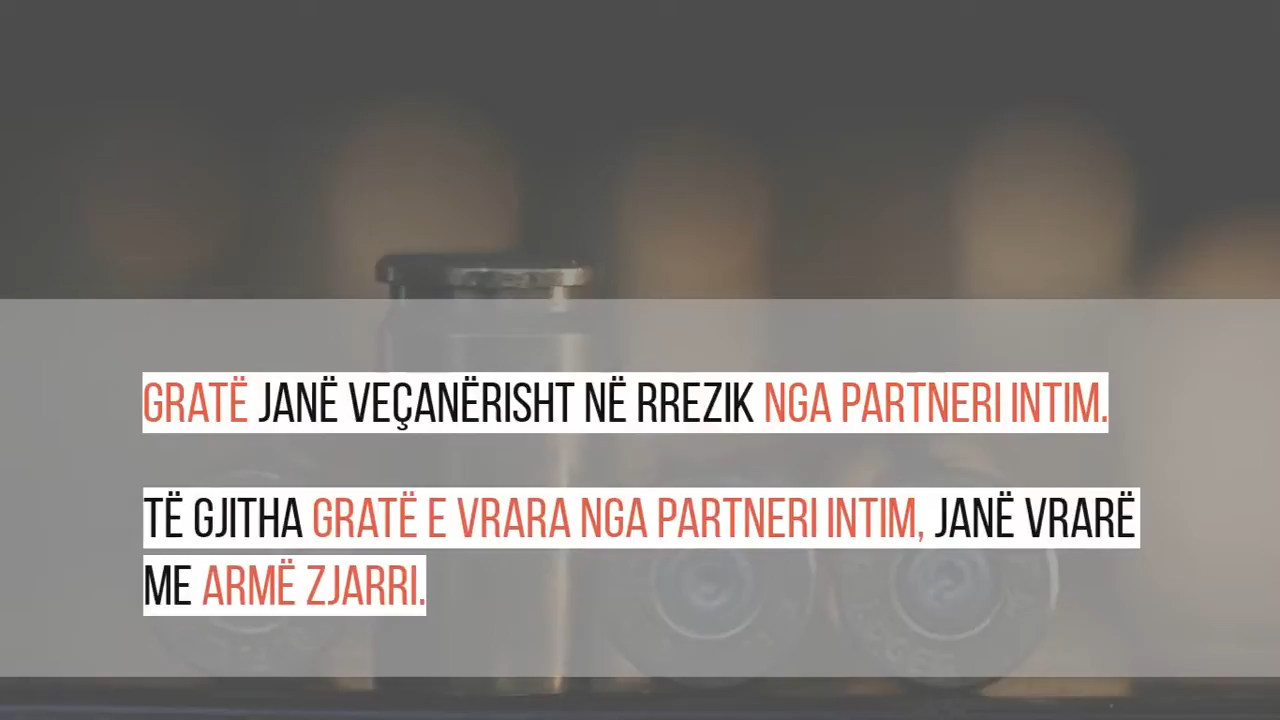 GRATË JANË VEÇANËRISHT NË RREZIK NGA PARTNERI INTIM.
TË GJITHA GRATË E VRARA NGA PARTNERI INTIM, JANË VRARË
ME ARMË ZJARRI.